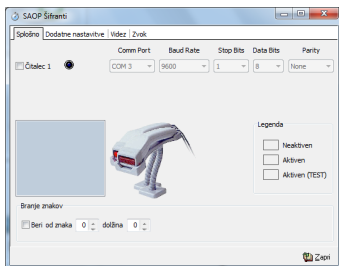 SAOP Šifranti
Splošno Dodatne nastavitve Videz Zvok
Comm Port Baud Rate Stop Bits Data Bits Parity
Čitalec 1 COM 3 9600 1 8 None
Legenda
Neaktiven
Aktiven
Aktiven (TEST)
Branje znakov
Beri od znaka 0 dolžina 0
Zapri